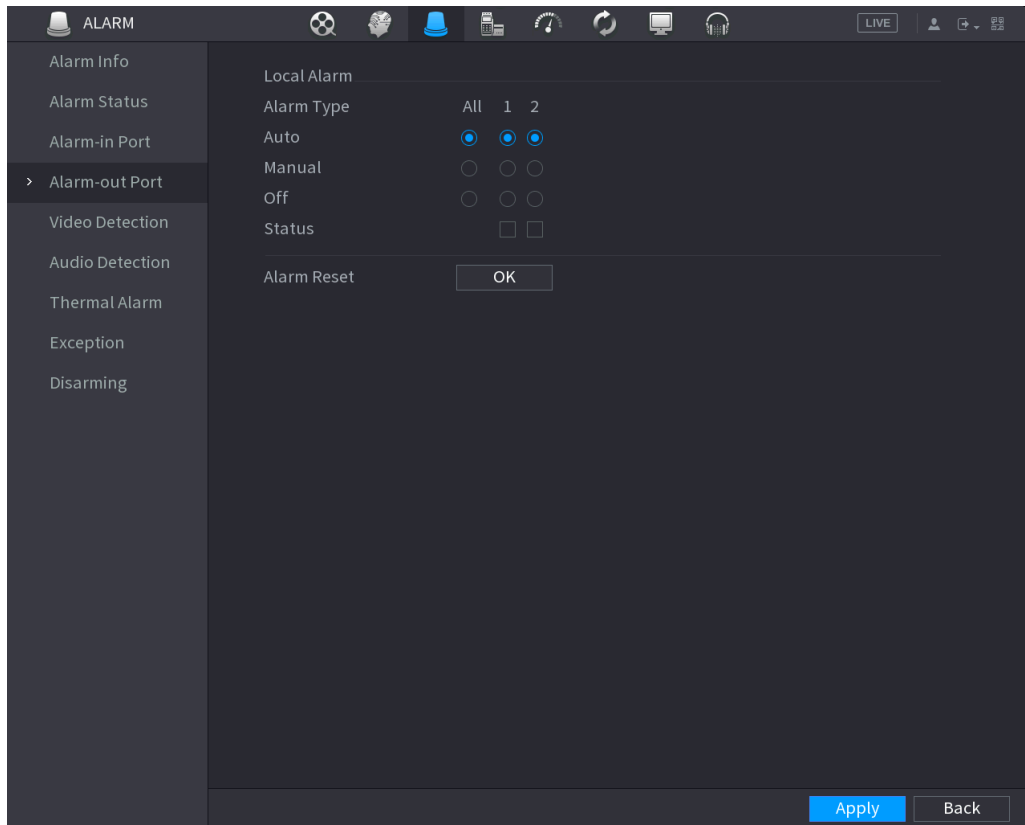 ALARM
LIVE
Alarm Info
Alarm Status
Alarm-in Port
> Alarm-out Port
Video Detection
Audio Detection
Thermal Alarm
Exception
Disarming
Local Alarm
Alarm Type All 1 2
Auto
Manual
Off
Status
Alarm Reset OK
Apply Back